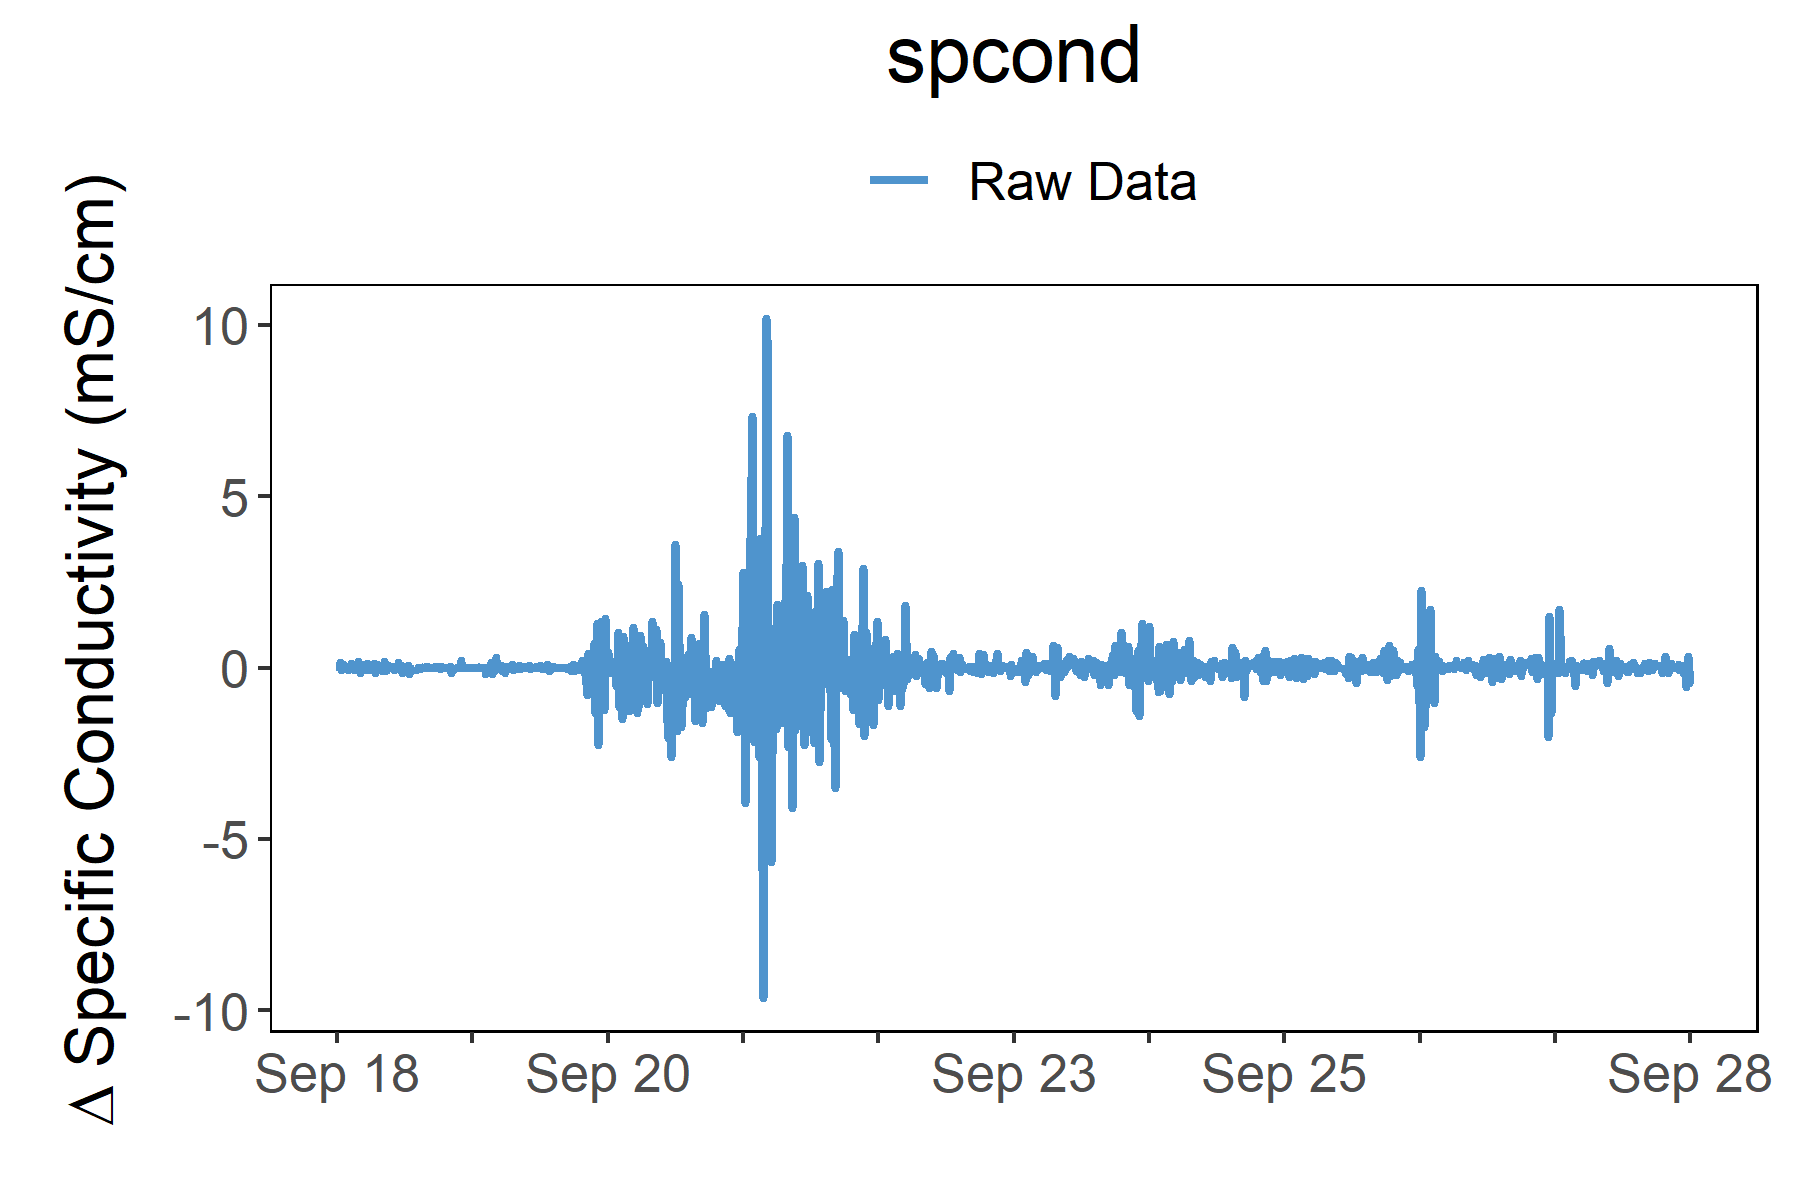 spcond
Raw Data
Δ Specific Conductivity (mS/cm)
10
5
0
-5
-10
Sep 18
Sep 20
Sep 23
Sep 25
Sep 28